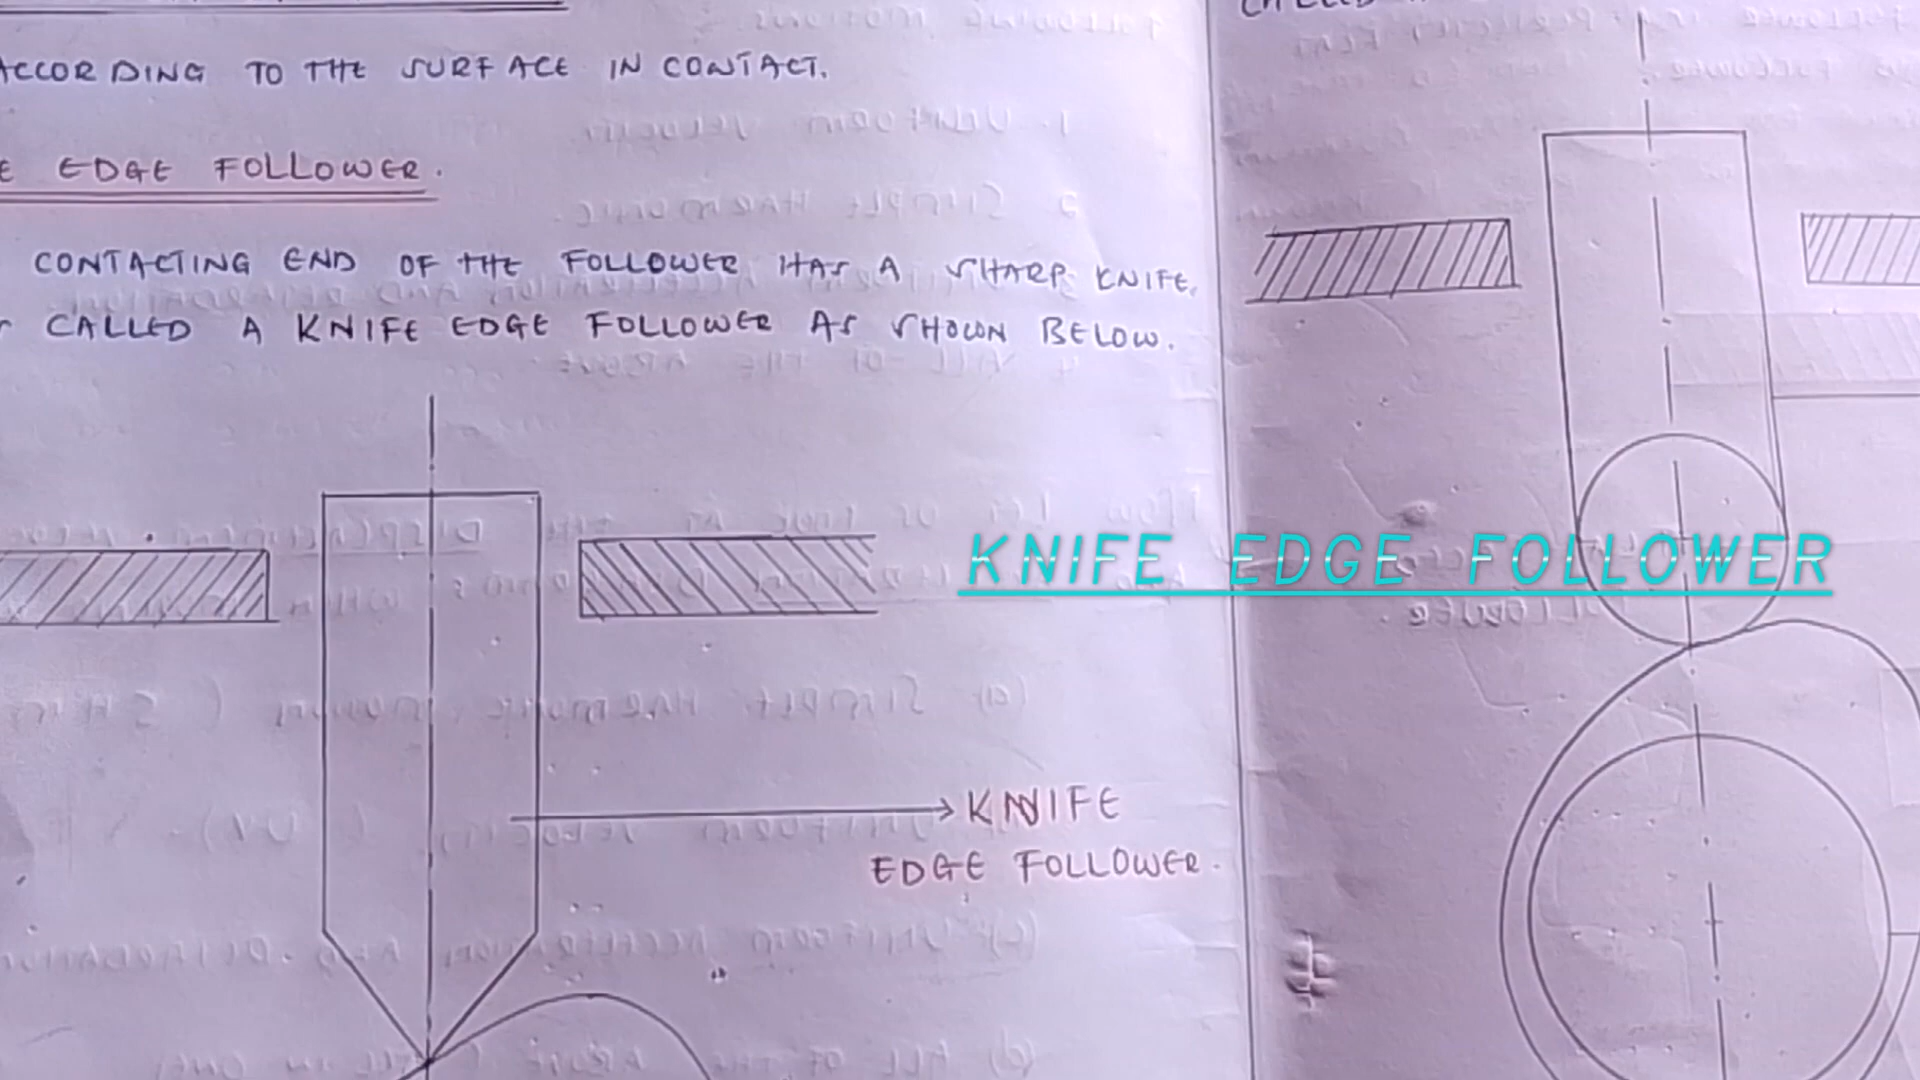 ACCORDING TO THE SURFACE IN CONTACT.
EDGE FOLLOWER.
CONTACTING END OF THE FOLLOWER HAS A SHARP KNIFE,
CALLED A KNIFE EDGE FOLLOWER AS SHOWN BELOW.
KNIFE EDGE FOLLOWER
KNIFE
EDGE FOLLOWER.